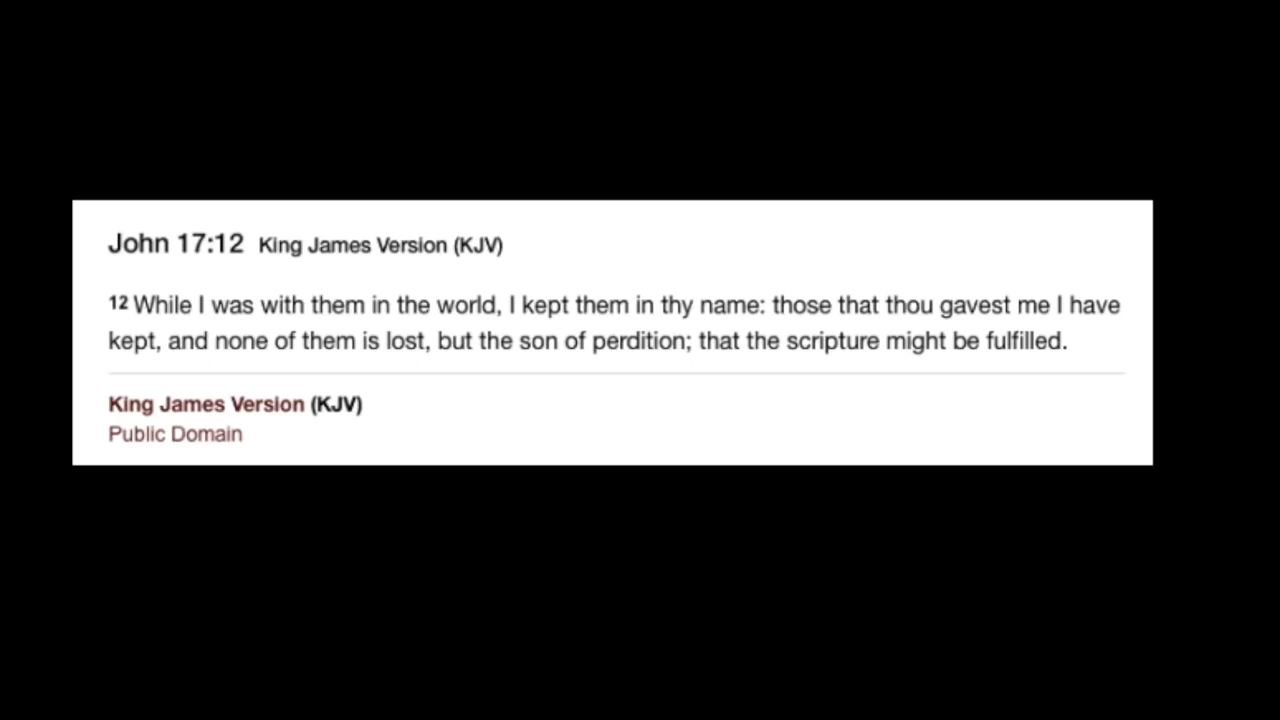 John 17:12 King James Version (KJV)
12 While I was with them in the world, I kept them in thy name: those that thou gavest me I have
kept, and none of them is lost, but the son of perdition; that the scripture might be fulfilled.
King James Version (KJV)
Public Domain